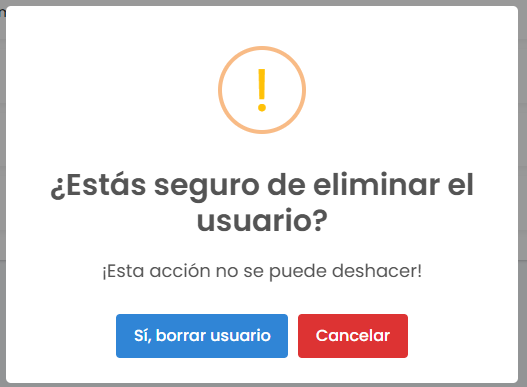 !
¿Estás seguro de eliminar el
usuario?
¡Esta acción no se puede deshacer!
Sí, borrar usuario
Cancelar